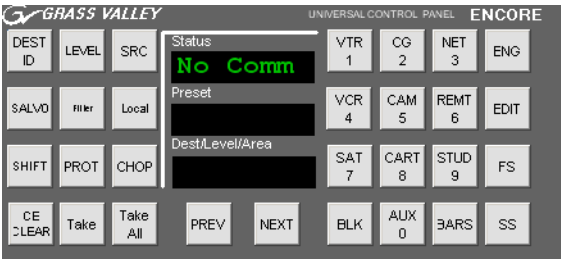 GRASS VALLEY UNIVERSAL CONTROL PANEL ENCORE
DEST ID LEVEL SRC Status VTR 1 CG 2 NET 3 ENG
No Comm
SALVO Filler Local Preset VCR 4 CAM 5 REMT 6 EDIT
SHIFT PROT CHOP Dest/Level/Area SAT 7 CART 8 STUD 9 FS
CE CLEAR Take Take All PREV NEXT BLK AUX 0 BARS SS